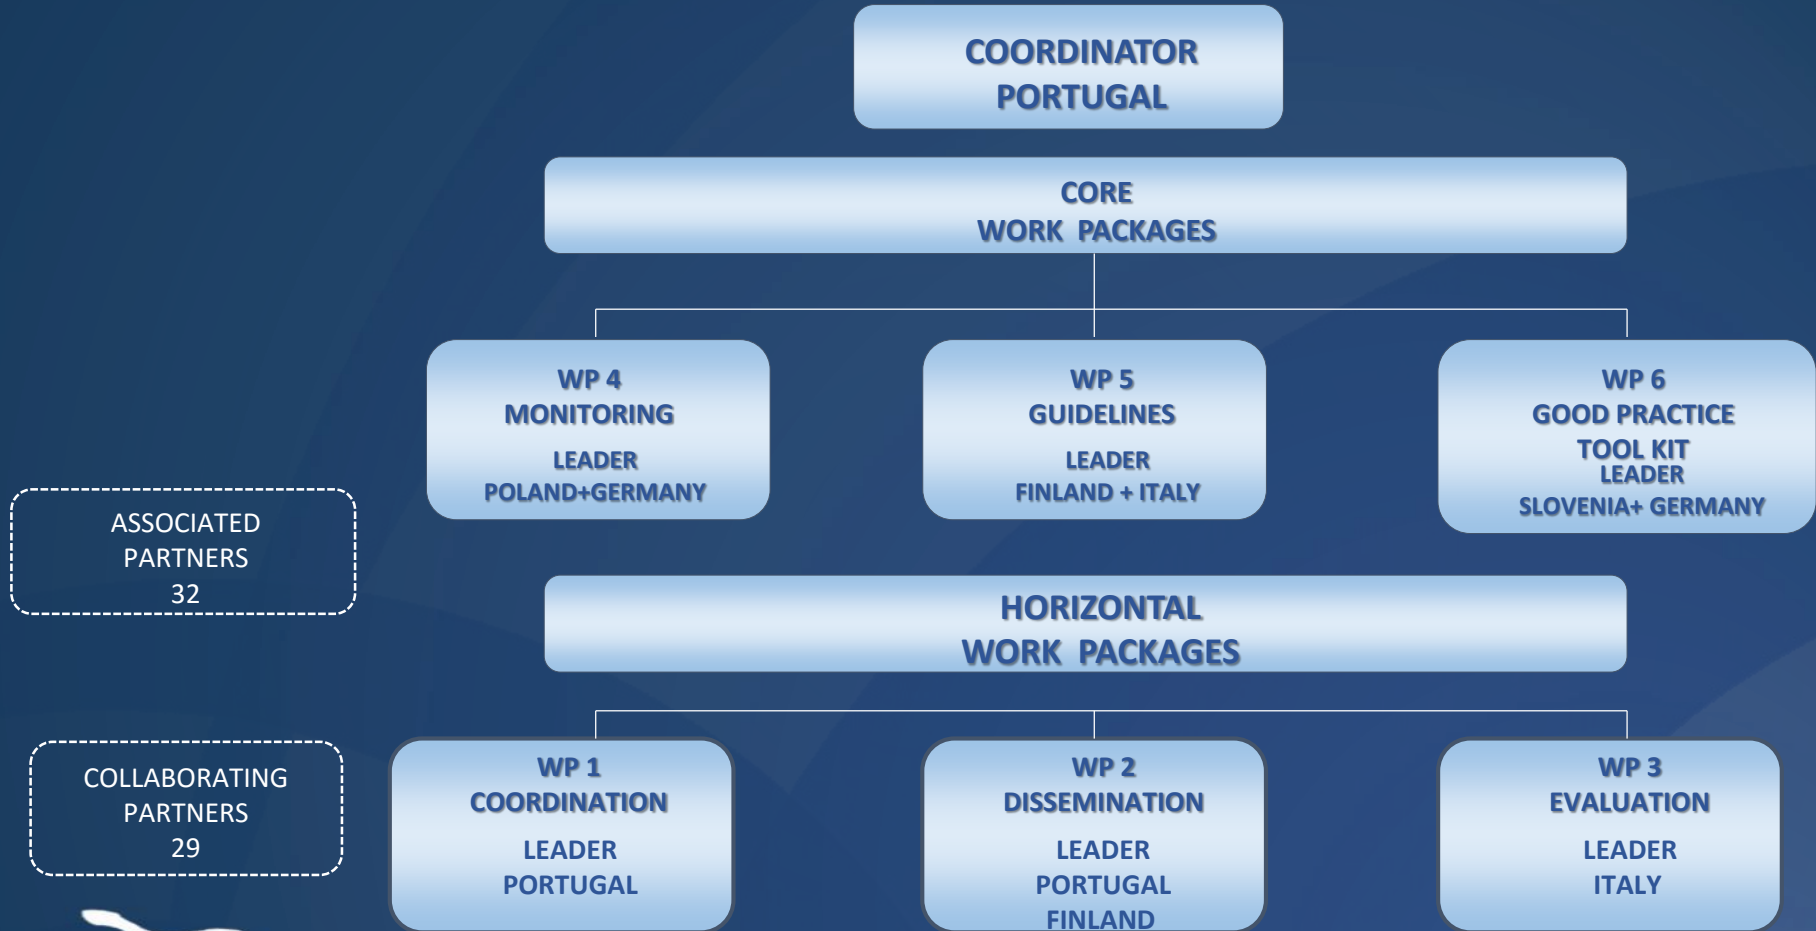 COORDINATOR
PORTUGAL
CORE
WORK PACKAGES
WP 4
MONITORING
LEADER
POLAND+GERMANY
WP 5
GUIDELINES
LEADER
FINLAND + ITALY
WP 6
GOOD PRACTICE
TOOL KIT
LEADER
SLOVENIA+ GERMANY
ASSOCIATED
PARTNERS
32
HORIZONTAL
WORK PACKAGES
COLLABORATING
PARTNERS
29
WP 1
COORDINATION
LEADER
PORTUGAL
WP 2
DISSEMINATION
LEADER
PORTUGAL
FINLAND
WP 3
EVALUATION
LEADER
ITALY